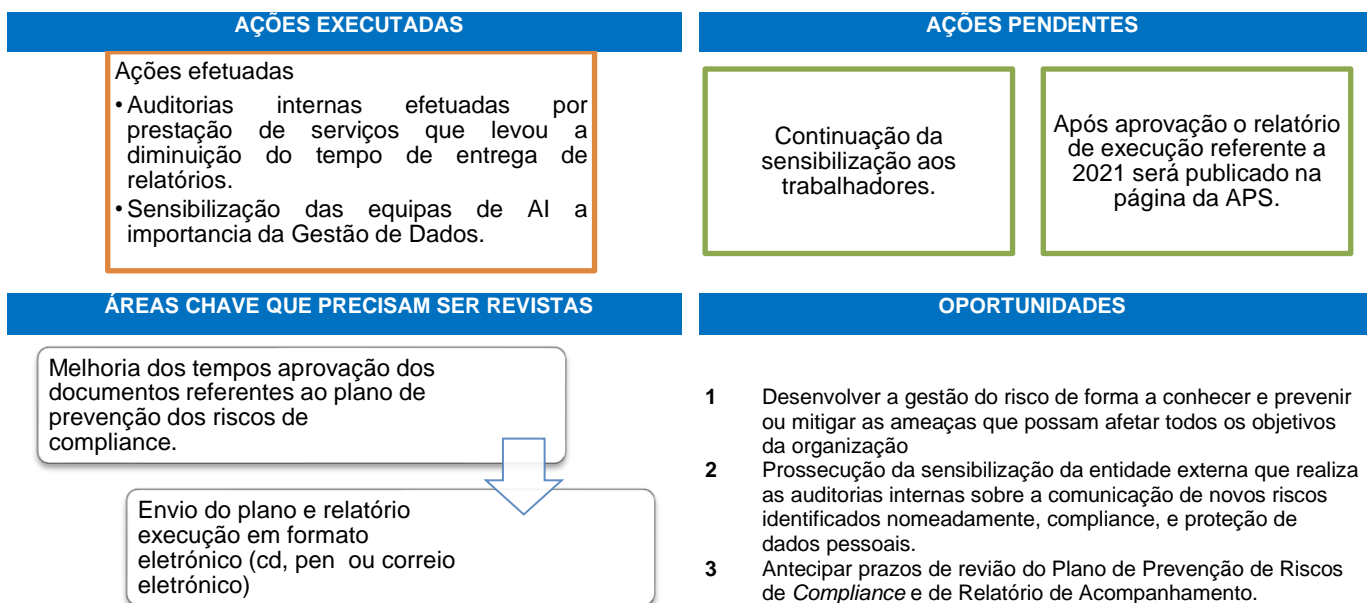 AÇÕES EXECUTADAS
Ações efetuadas
• Auditorias internas efetuadas por
prestação de serviços que levou a
diminuição do tempo de entrega de
relatórios.
• Sensibilização das equipas de AI a
importancia da Gestão de Dados.
AÇÕES PENDENTES
Continuação da
sensibilização aos
trabalhadores.
Após aprovação o relatório
de execução referente a
2021 será publicado na
página da APS.
ÁREAS CHAVE QUE PRECISAM SER REVISTAS
Melhoria dos tempos aprovação dos
documentos referentes ao plano de
prevenção dos riscos de
compliance.
Envio do plano e relatório
execução em formato
eletrónico (cd, pen ou correio
eletrónico)
OPORTUNIDADES
1 Desenvolver a gestão do risco de forma a conhecer e prevenir
ou mitigar as ameaças que possam afetar todos os objetivos
da organização
2 Prossecução da sensibilização da entidade externa que realiza
as auditorias internas sobre a comunicação de novos riscos
identificados nomeadamente, compliance, e proteção de
dados pessoais.
3 Antecipar prazos de revião do Plano de Prevenção de Riscos
de Compliance e de Relatório de Acompanhamento.